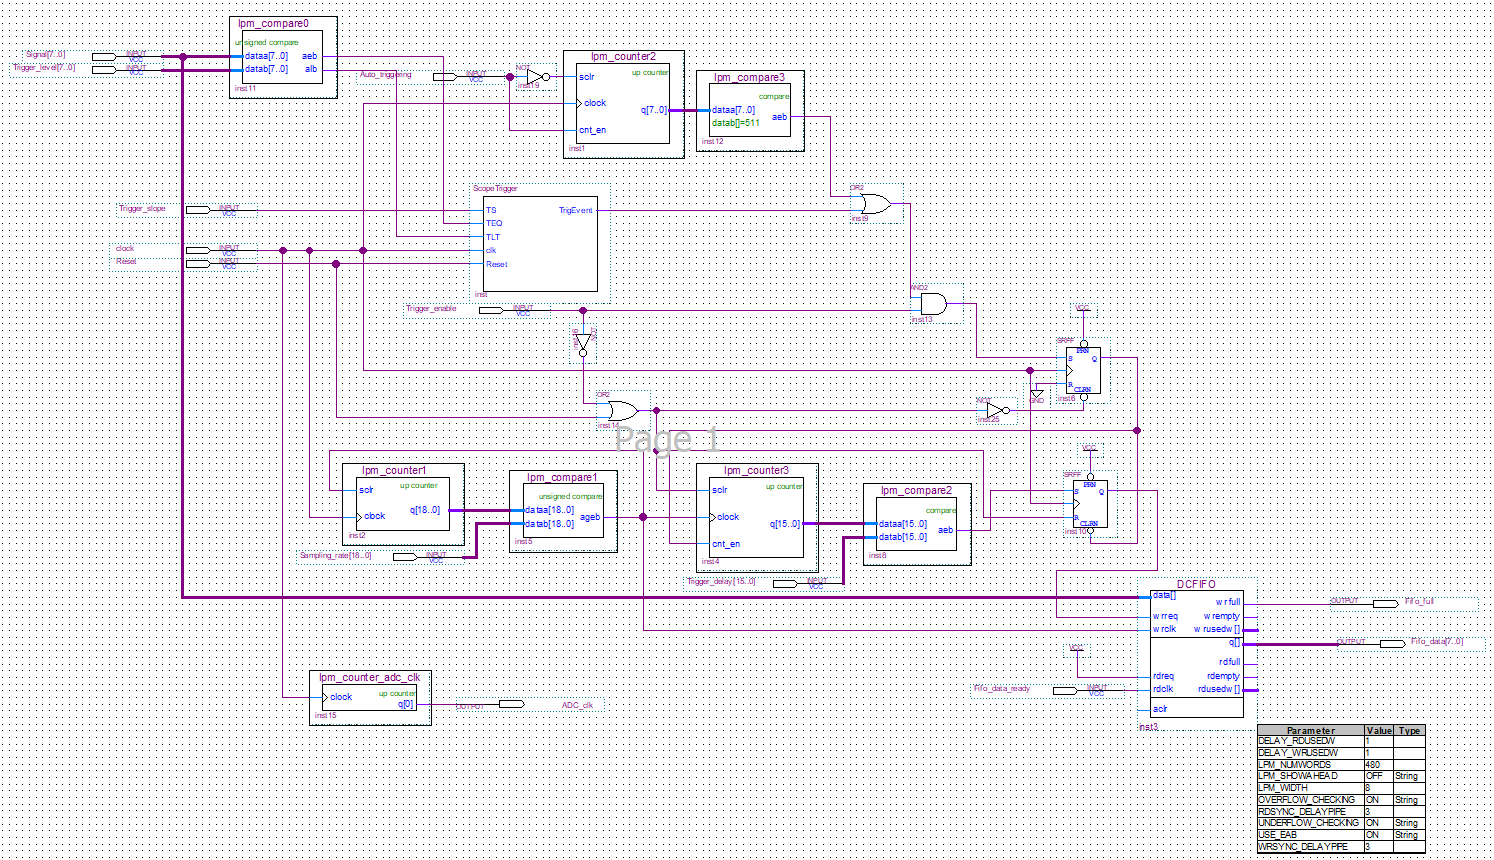 lpm_compare0
unsigned compare
dataa[7..0] aeb
datab[7..0] alb
inst11
Signal[7..0] INPUT VCC
Trigger_level[7..0] INPUT VCC
Auto_triggering INPUT VCC
NOT
inst19
lpm_counter2
up counter
sclr
clock
q[7..0]
cnt_en
inst1
lpm_compare3
compare
dataa[7..0]
aeb
datab[]=511
inst12
ScopeTrigger
TS TrigEvent
TEQ
TLT
clk
Reset
inst
Trigger_slope INPUT VCC
clock INPUT VCC
Reset INPUT VCC
OR2
inst9
Trigger_enable INPUT VCC
AND2
inst13
NOT
VCC
SRFF
PRN
S Q
R
CLRN
inst6
GND
OR2
inst14
NOT
inst25
Page 1
lpm_counter1
up counter
sclr
q[18..0]
clock
inst2
lpm_compare1
unsigned compare
dataa[18..0]
ageb
datab[18..0]
inst5
Sampling_rate[18..0] INPUT VCC
lpm_counter3
up counter
sclr
clock
q[15..0]
cnt_en
inst4
lpm_compare2
compare
dataa[15..0]
aeb
datab[15..0]
inst8
Trigger_delay[15..0] INPUT VCC
VCC
SRFF
PRN
S Q
R
CLRN
inst10
DCFIFO
data[]
wrfull
wrreq wrempty
wrclk wrusedw[]
q[]
rdfull
rdreq rdempty
rdclk rdusedw[]
aclr
inst3
OUTPUT Fifo_full
OUTPUT Fifo_data[7..0]
VCC
Fifo_data_ready INPUT VCC
lpm_counter_adc_clk
up counter
clock
q[0]
inst15
OUTPUT ADC_clk
Parameter Value Type
DELAY_RDUSEDW 1
DELAY_WRUSEDW 1
LPM_NUMWORDS 480
LPM_SHOWAHEAD OFF String
LPM_WIDTH 8
OVERFLOW_CHECKING ON String
RDSYNC_DELAYPIPE 3
UNDERFLOW_CHECKING ON String
USE_EAB ON String
WRSYNC_DELAYPIPE 3